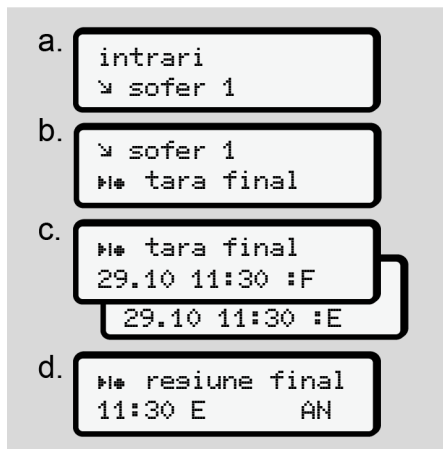 a.
intrari
sofer 1
b.
sofer 1
tara final
c.
tara final
29.10 11:30 :F
29.10 11:30 :E
d.
regiune final
11:30 E AN